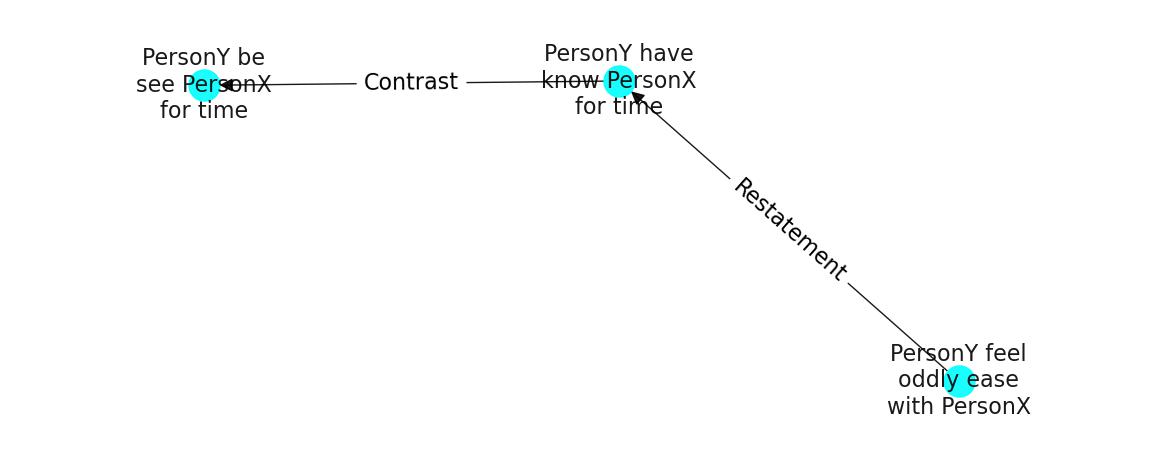 PersonY be
see PersonX
for time
Contrast
PersonY have
know PersonX
for time
Restatement
PersonY feel
oddly ease
with PersonX